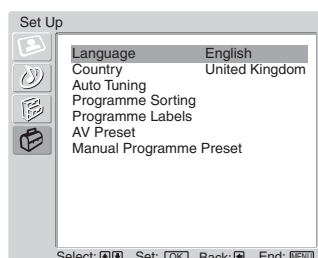 Set Up
Language English
Country United Kingdom
Auto Tuning
Programme Sorting
Programme Labels
AV Preset
Manual Programme Preset
Select: Set: OK Back: End: MENU